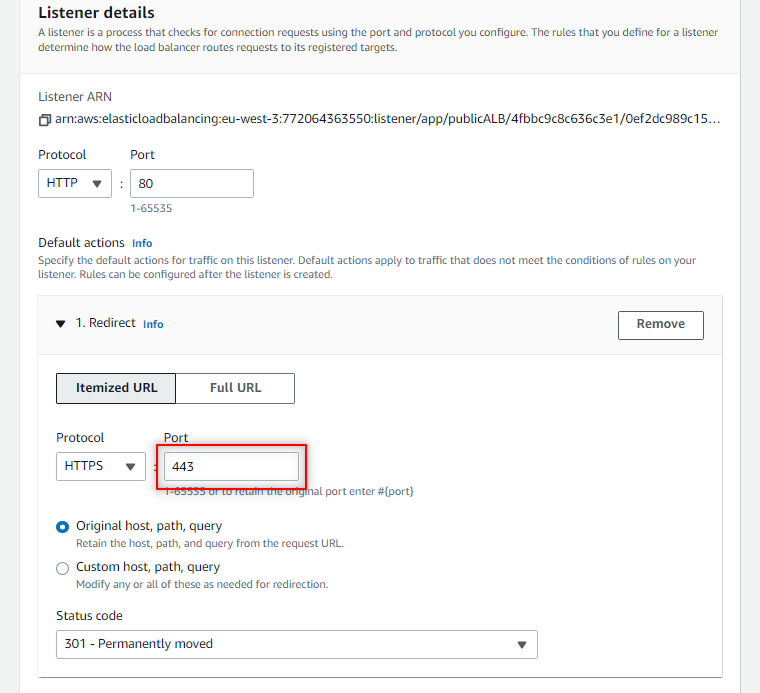 Listener details
A listener is a process that checks for connection requests using the port and protocol you configure. The rules that you define for a listener
determine how the load balancer routes requests to its registered targets.
Listener ARN
arn:aws:elasticloadbalancing:eu-west-3:772064363550:listener/app/publicALB/4fbbc9c8c636c3e1/0ef2dc989c15...
Protocol Port
HTTP : 80
1-65535
Default actions Info
Specify the default actions for traffic on this listener. Default actions apply to traffic that does not meet the conditions of rules on your
listener. Rules can be configured after the listener is created.
1. Redirect Info Remove
Itemized URL Full URL
Protocol Port
HTTPS : 443
1-65535 or to retain the original port enter #{port}
Original host, path, query
Retain the host, path, and query from the request URL.
Custom host, path, query
Modify any or all of these as needed for redirection.
Status code
301 - Permanently moved